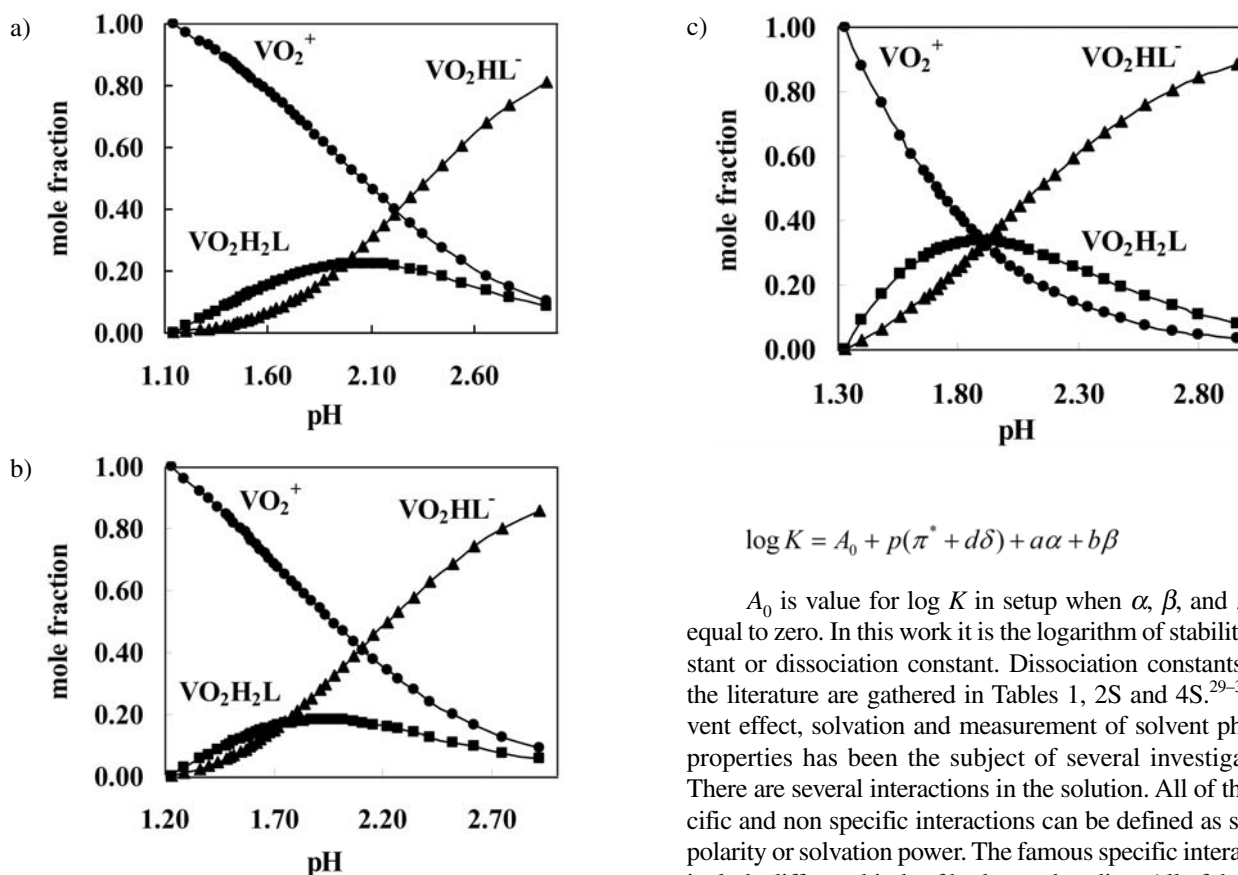 a)
1.00
0.80
0.60
0.40
0.20
0.00
mole fraction
VO2+
VO2HL-
VO2H2L
1.10 1.60 2.10 2.60
pH
b)
1.00
0.80
0.60
0.40
0.20
0.00
mole fraction
VO2+
VO2HL-
VO2H2L
1.20 1.70 2.20 2.70
pH
c)
1.00
0.80
0.60
0.40
0.20
0.00
mole fraction
VO2+
VO2HL-
VO2H2L
1.30 1.80 2.30 2.80
pH
log K = A0 + p(π* + dδ) + aα + bβ
A0 is value for log K in setup when α, β, and
equal to zero. In this work it is the logarithm of stabilit
stant or dissociation constant. Dissociation constants
the literature are gathered in Tables 1, 2S and 4S.29–3
vent effect, solvation and measurement of solvent ph
properties has been the subject of several investiga
There are several interactions in the solution. All of th
cific and non specific interactions can be defined as s
polarity or solvation power. The famous specific intera